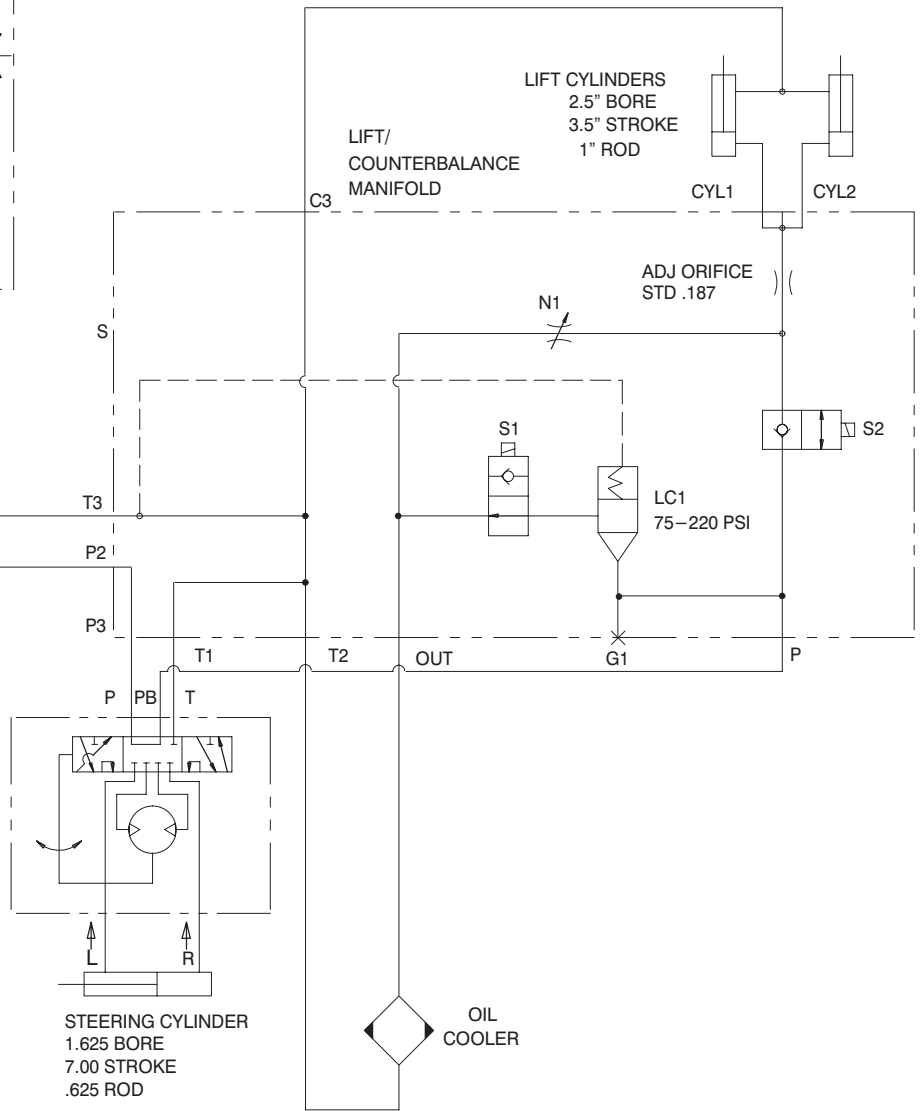 LIFT CYLINDERS
2.5” BORE
3.5” STROKE
1” ROD
LIFT/
COUNTERBALANCE
MANIFOLD
C3
CYL1
CYL2
ADJ ORIFICE
STD .187
N1
S
S1
S2
LC1
75–220 PSI
T3
P2
P3
T1
T2
OUT
G1
P
P
PB
T
L
R
STEERING CYLINDER
1.625 BORE
7.00 STROKE
.625 ROD
OIL
COOLER